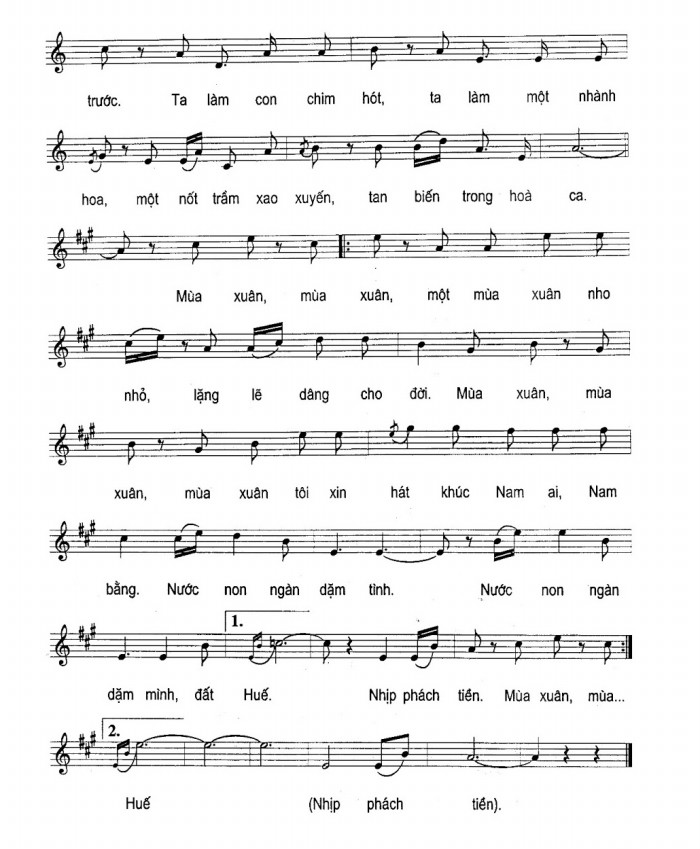 trước. Ta làm con chim hót, ta làm một nhành
hoa, một nốt trầm xao xuyến, tan biến trong hoà ca.
Mùa xuân, mùa xuân, một mùa xuân nho
nhỏ, lặng lẽ dâng cho đời. Mùa xuân, mùa
xuân, mùa xuân tôi xin hát khúc Nam ai, Nam
bằng. Nước non ngàn dặm tình. Nước non ngàn
1.
dặm mình, đất Huế. Nhịp phách tiền. Mùa xuân, mùa...
2.
Huế (Nhịp phách tiền).